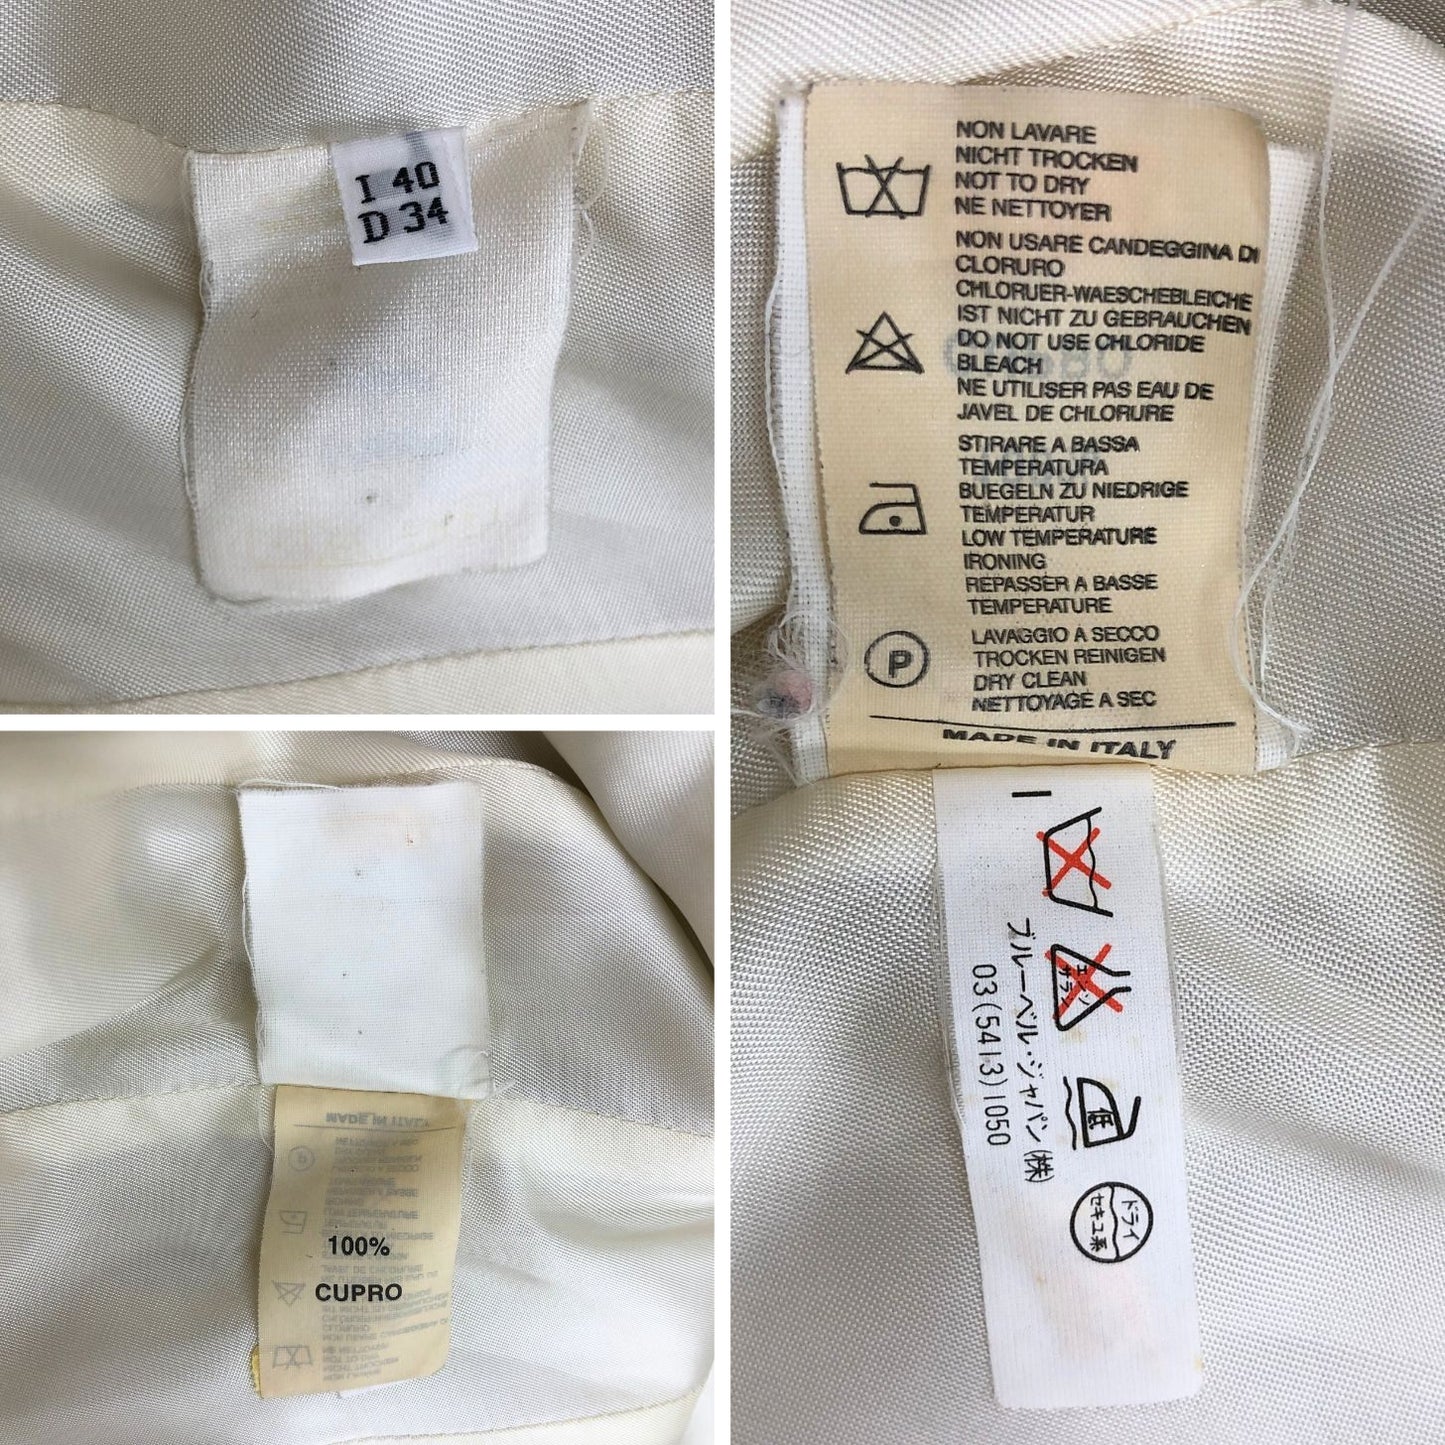 I 40
D 34
NON LAVARE
NICHT TROCKEN
NOT TO DRY
NE NETTOYER
NON USARE CANDEGGINA DI
CLORURO
CHLORUER-WAESCHEBLEICHE
IST NICHT ZU GEBRAUCHEN
DO NOT USE CHLORIDE
BLEACH
NE UTILISER PAS EAU DE
JAVEL DE CHLORURE
STIRARE A BASSA
TEMPERATURA
BUEGELN ZU NIEDRIGE
TEMPERATUR
LOW TEMPERATURE
IRONING
REPASSER A BASSE
TEMPERATURE
P
LAVAGGIO A SECCO
TROCKEN REINIGEN
DRY CLEAN
NETTOYAGE A SEC
MADE IN ITALY
100%
CUPRO
I
エンソ
サラシ
低
ドライ
セキユ系
ブルーベル・ジャパン(株)
03(5413)1050